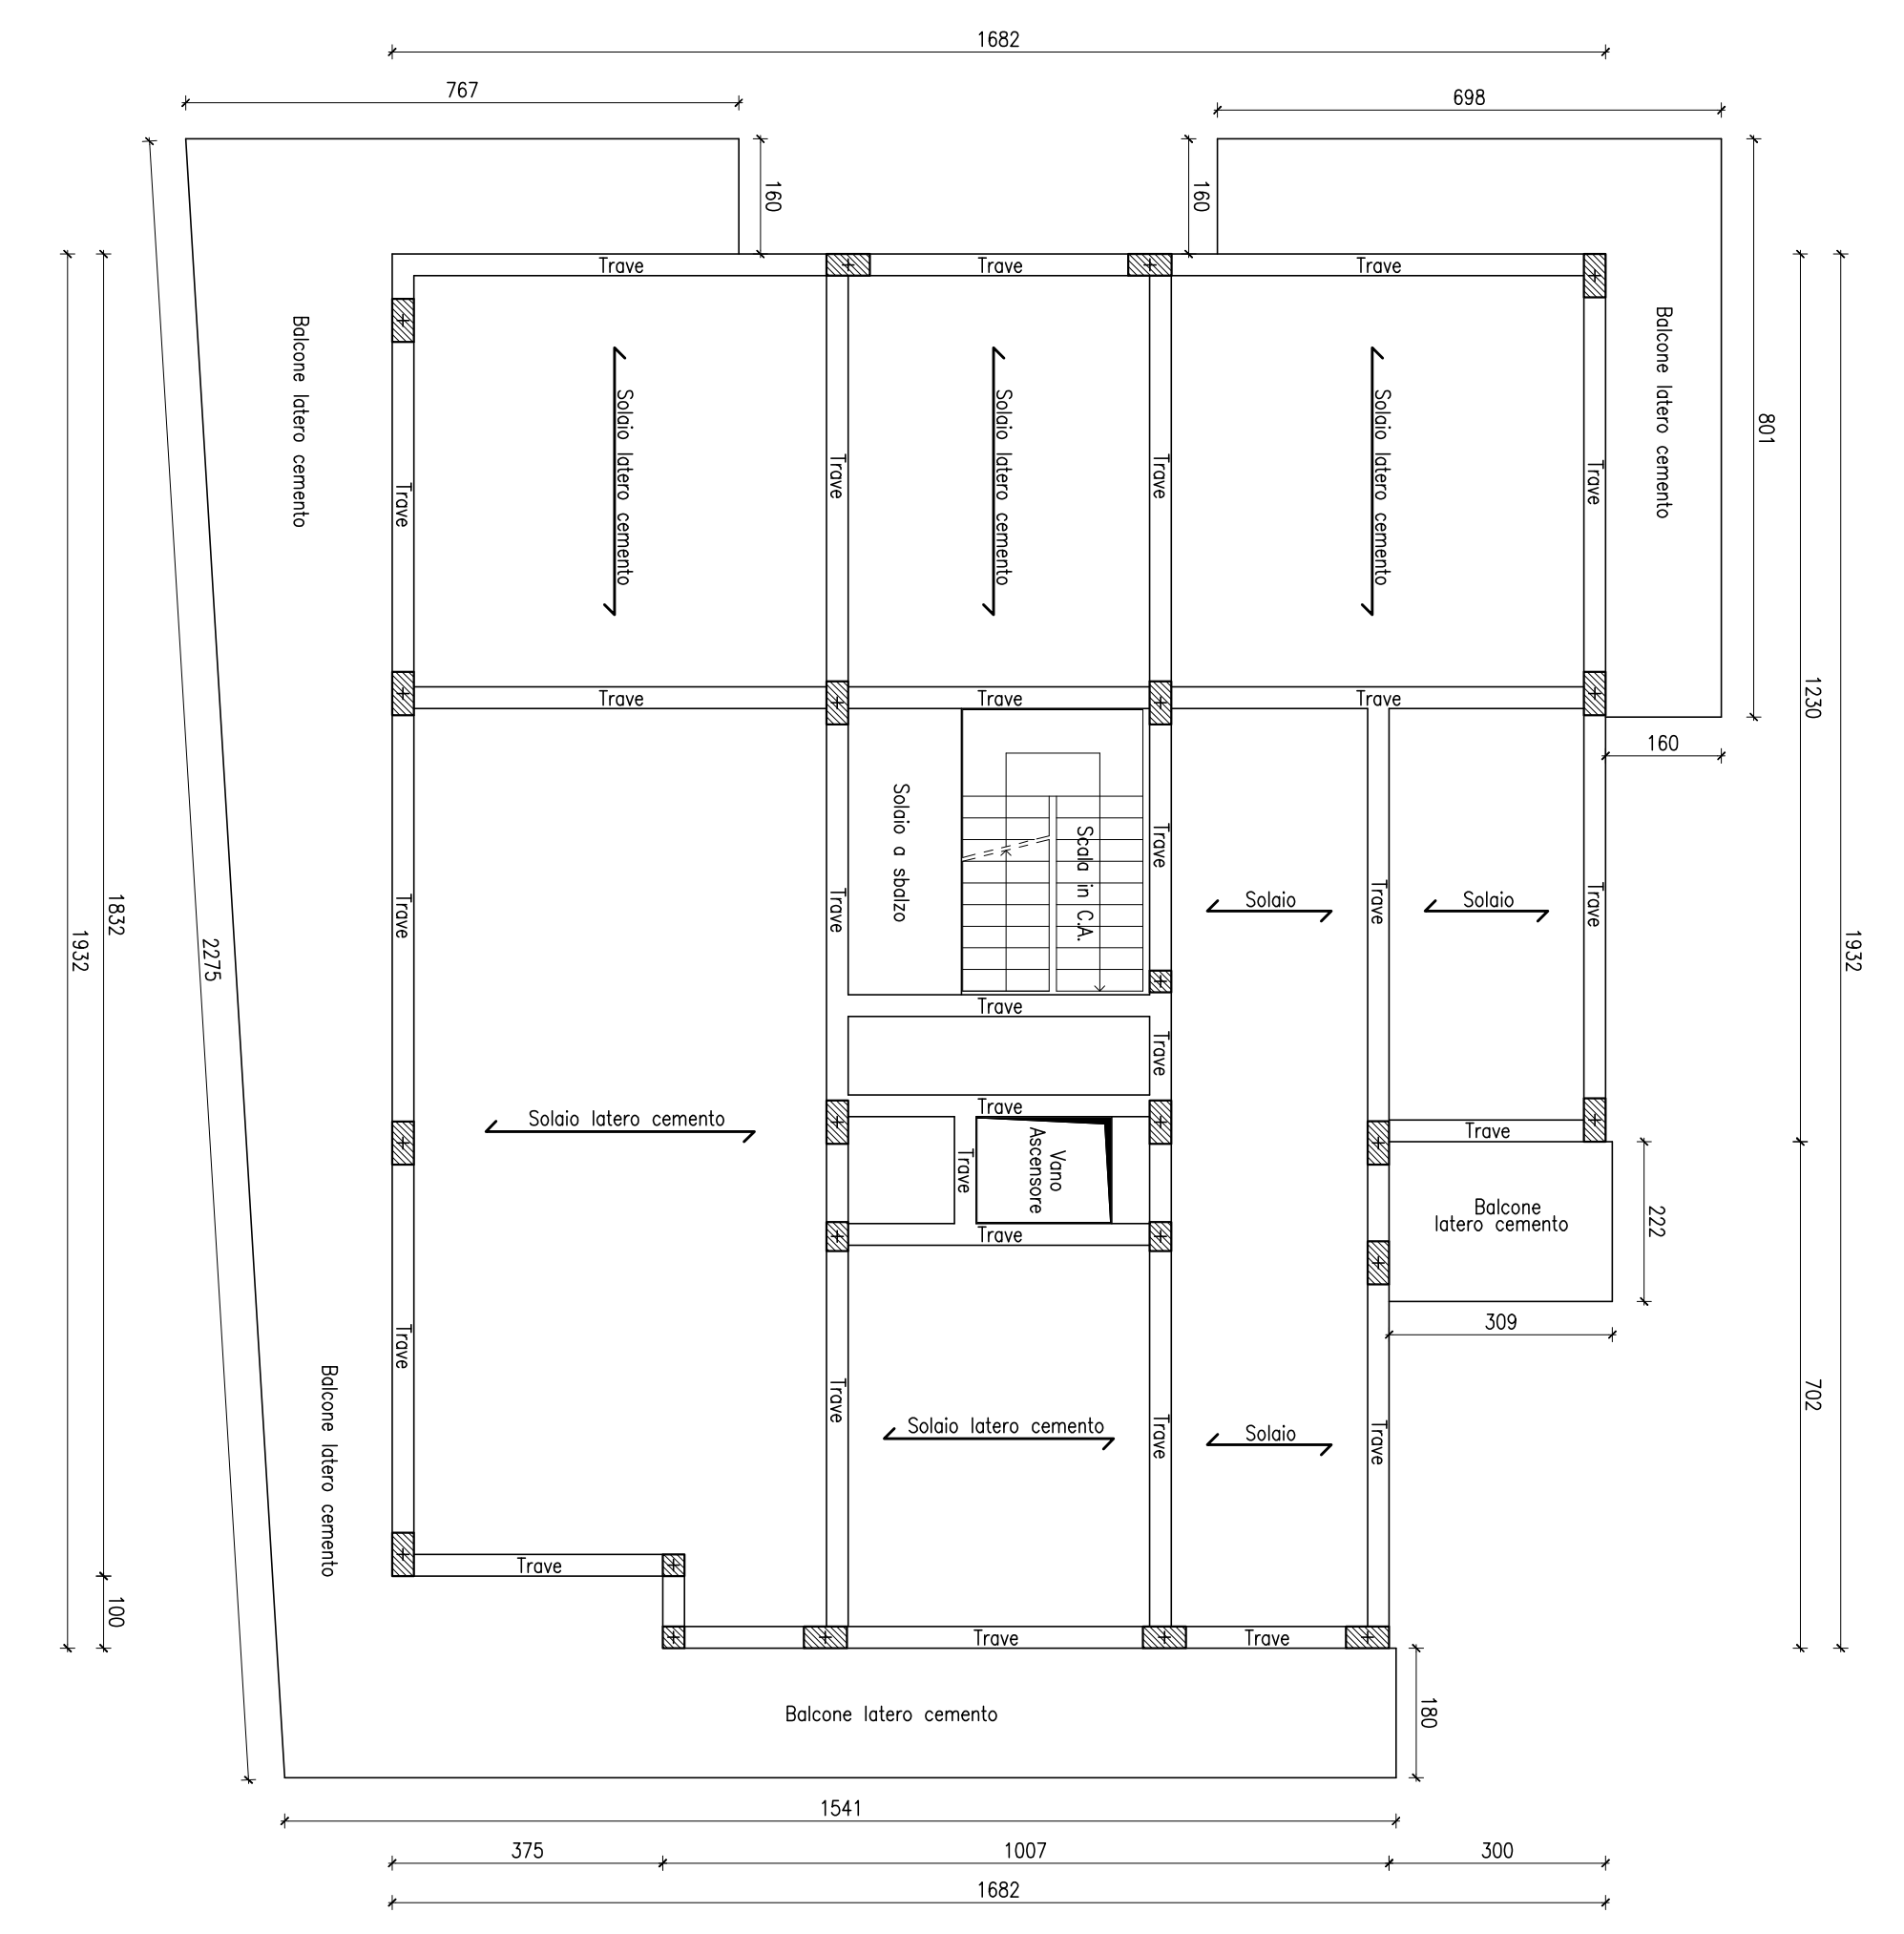 1682
767
698
160
160
Trave
Trave
Trave
Balcone latero cemento
Solaio latero cemento
Solaio latero cemento
Solaio latero cemento
Balcone latero cemento
801
Trave
Trave
Trave
Trave
1230
Trave
Trave
Trave
160
Solaio a sbalzo
Scala in C.A.
Trave
Trave
Trave
Solaio
Trave
Solaio
Trave
1832
1932
2275
1932
Trave
Trave
Solaio latero cemento
Trave
Vano
Ascensore
Trave
Trave
Trave
Balcone
latero cemento
222
309
Trave
Trave
Solaio latero cemento
Trave
Solaio
Trave
702
Balcone latero cemento
Trave
100
Trave
Trave
Balcone latero cemento
180
1541
375
1007
300
1682